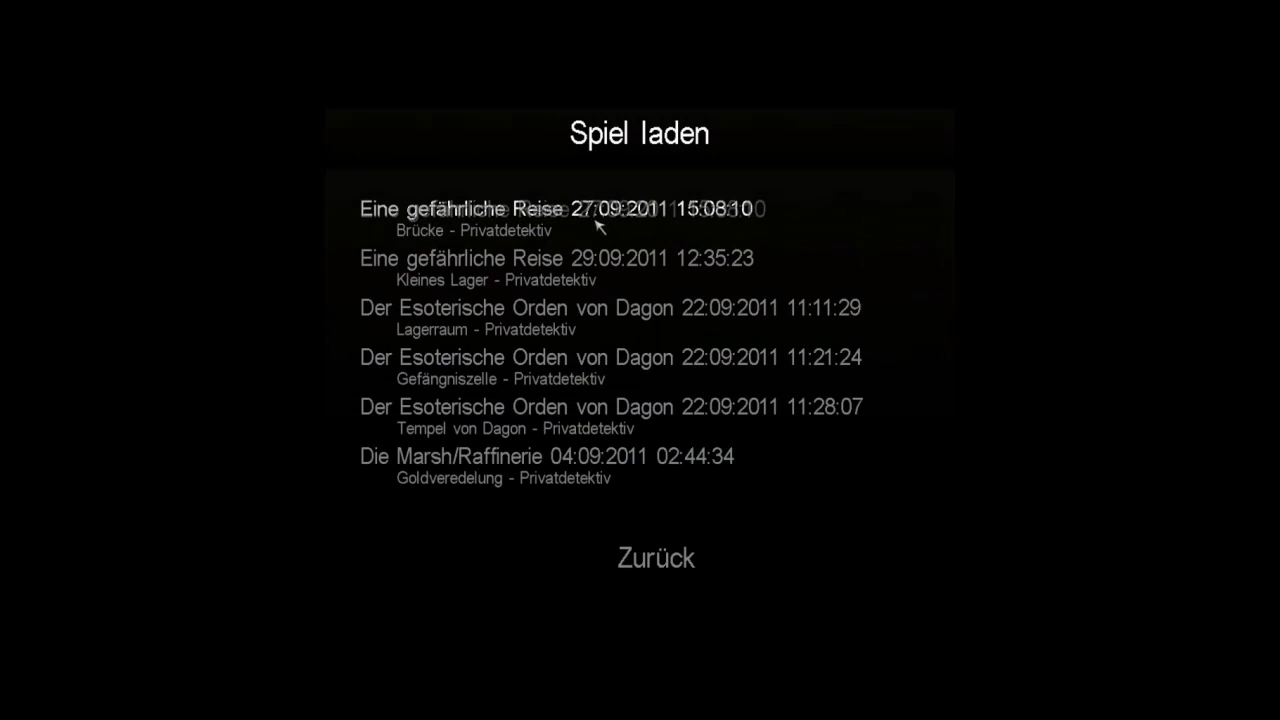 Spiel laden
Eine gefährliche Reise 27:09:2011 15:08:10
Brücke - Privatdetektiv
Eine gefährliche Reise 29:09:2011 12:35:23
Kleines Lager - Privatdetektiv
Der Esoterische Orden von Dagon 22:09:2011 11:11:29
Lagerraum - Privatdetektiv
Der Esoterische Orden von Dagon 22:09:2011 11:21:24
Gefängniszelle - Privatdetektiv
Der Esoterische Orden von Dagon 22:09:2011 11:28:07
Tempel von Dagon - Privatdetektiv
Die Marsh/Raffinerie 04:09:2011 02:44:34
Goldveredelung - Privatdetektiv
Zurück